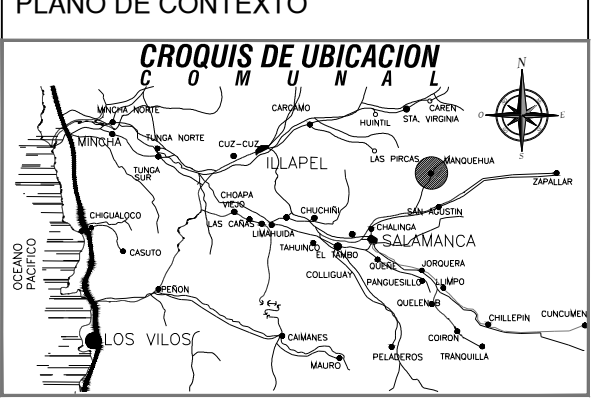 PLANO DE CONTEXTO
CROQUIS DE UBICACION
C O M U N A L
N
O
E
S
MINCHA NORTE
CARCAMO
CAREN
HUINTIL
STA. VIRGINIA
MINCHA
TUNGA NORTE
CUZ-CUZ
ILLAPEL
LAS PIRCAS
MANQUEHUA
TUNGA
SUR
ZAPALLAR
CHOAPA
VIEJO
CHUCHIÑI
SAN AGUSTIN
CHIGUALOCO
LAS CAÑAS
LIMAHUIDA
CHALINGA
SALAMANCA
TAHUINCO
EL TAMBO
CASUTO
OCEANO
PACIFICO
QUERE
JORQUERA
COLLIGUAY
PANGUESILLO
LLIMPO
PEÑON
QUELEN B
CHILLEPIN
CUNCUMEN
LOS VILOS
CAIMANES
COIRON
MAURO
PELADEROS
TRANQUILLA